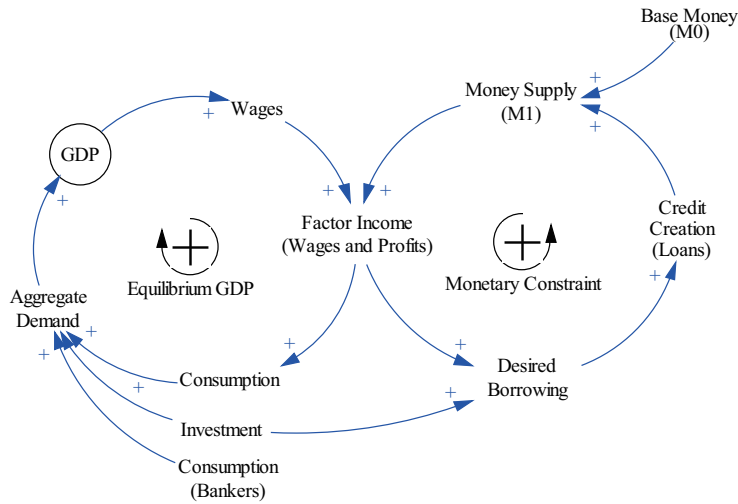 Base Money
(M0)
+
Wages
+
Money Supply
(M1)
+
GDP
+
+
+
Factor Income
(Wages and Profits)
Credit
Creation
(Loans)
+
+
Equilibrium GDP
+
Monetary Constraint
+
Aggregate
Demand
+
+
+
+
Consumption
+
Desired
Borrowing
+
Investment
Consumption
(Bankers)